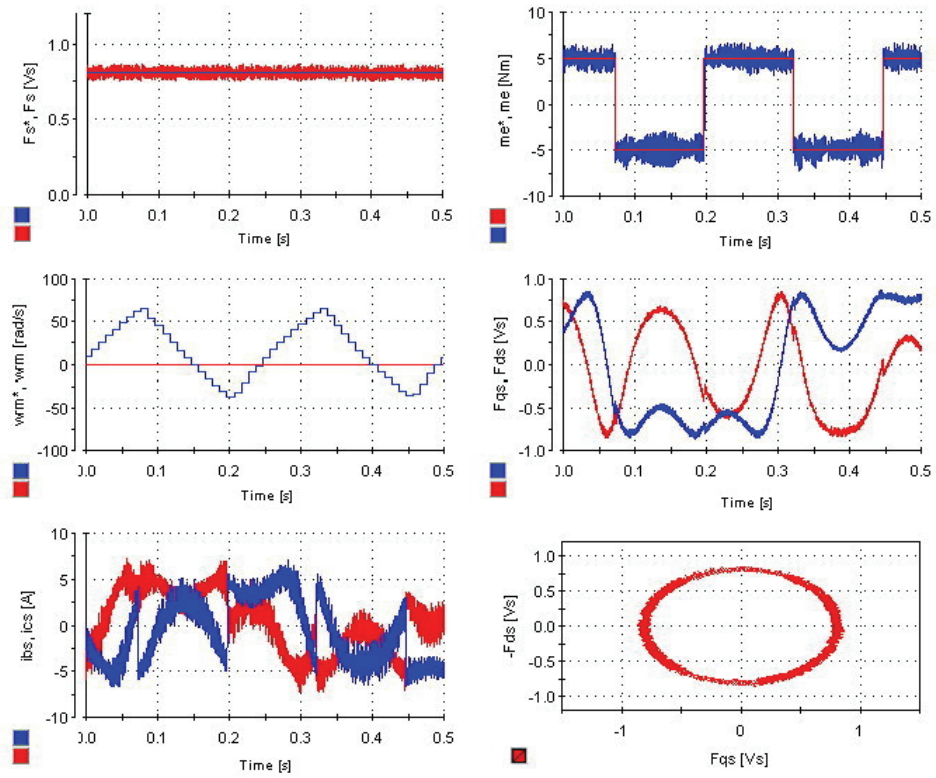 Fs*, Fs [Vs]
1.0
0.5
0.0
0.0 0.1 0.2 0.3 0.4 0.5
Time [s]
me*, me [Nm]
10
5
0
-5
-10
0.0 0.1 0.2 0.3 0.4 0.5
Time [s]
wrm*, wrm [rad/s]
100
50
0
-50
-100
0.0 0.1 0.2 0.3 0.4 0.5
Time [s]
Fqs, Fds [Vs]
1.0
0.5
0.0
-0.5
-1.0
0.0 0.1 0.2 0.3 0.4 0.5
Time [s]
ibs, ics [A]
10
5
0
-5
-10
0.0 0.1 0.2 0.3 0.4 0.5
Time [s]
-Fds [Vs]
1.0
0.5
0.0
-0.5
-1.0
-1 0 1
Fqs [Vs]